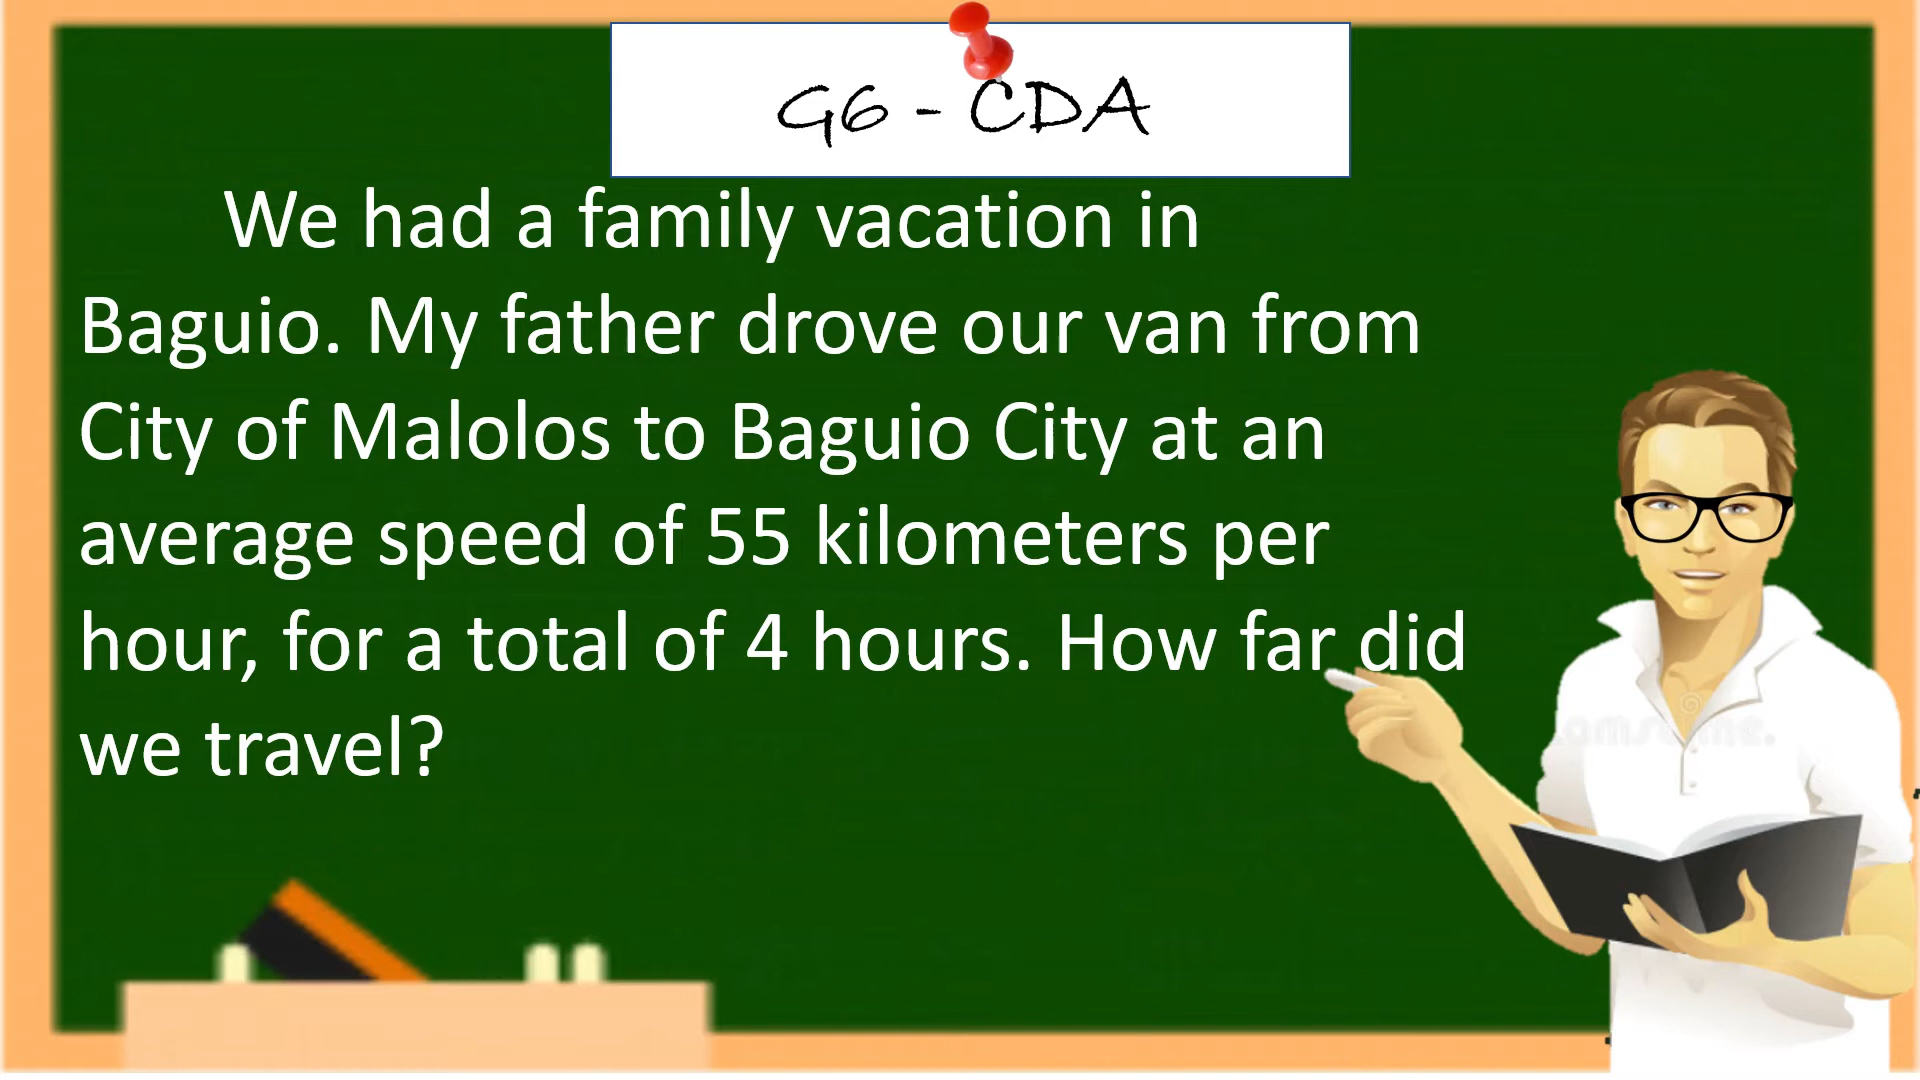 G6 - CDA
We had a family vacation in
Baguio. My father drove our van from
City of Malolos to Baguio City at an
average speed of 55 kilometers per
hour, for a total of 4 hours. How far did
we travel?